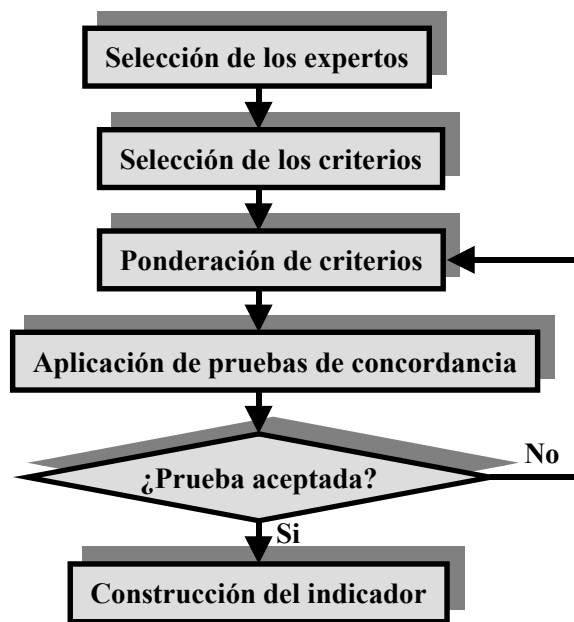 Selección de los expertos
Selección de los criterios
Ponderación de criterios
Aplicación de pruebas de concordancia
¿Prueba aceptada?
No
Si
Construcción del indicador